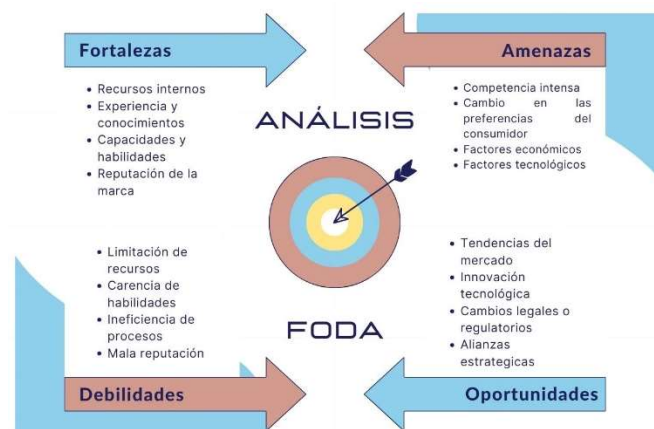 Fortalezas
• Recursos internos
• Experiencia y
conocimientos
• Capacidades y
habilidades
• Reputación de la
marca
Amenazas
• Competencia intensa
• Cambio en las
preferencias del
consumidor
• Factores económicos
• Factores tecnológicos
ANÁLISIS
FODA
• Limitación de
recursos
• Carencia de
habilidades
• Ineficiencia de
procesos
• Mala reputación
Debilidades
• Tendencias del
mercado
• Innovación
tecnológica
• Cambios legales o
regulatorios
• Alianzas
estrategicas
Oportunidades